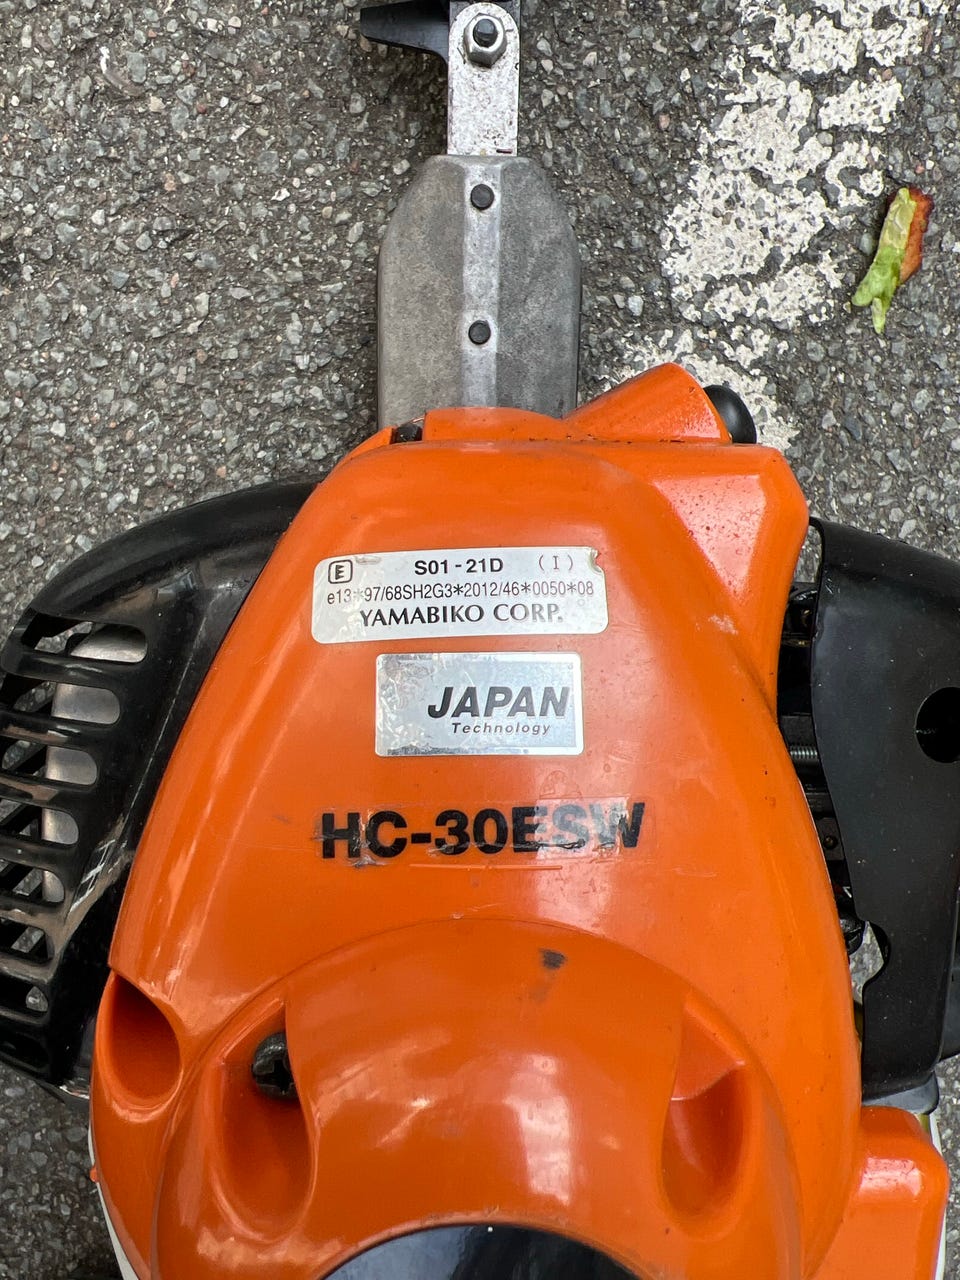 E S01-21D (I)
e13*97/68SH2G3*2012/46*0050*08
YAMABIKO CORP.
JAPAN
Technology
HC-30ESW